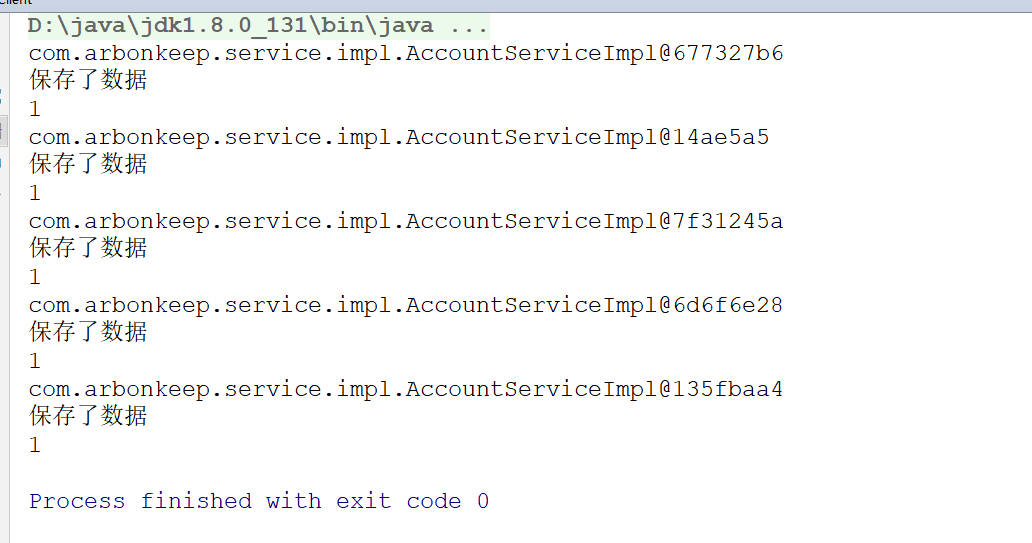 Client
D:\java\jdk1.8.0_131\bin\java ...
com.arbonkeep.service.impl.AccountServiceImpl@677327b6
保存了数据
1
com.arbonkeep.service.impl.AccountServiceImpl@14ae5a5
保存了数据
1
com.arbonkeep.service.impl.AccountServiceImpl@7f31245a
保存了数据
1
com.arbonkeep.service.impl.AccountServiceImpl@6d6f6e28
保存了数据
1
com.arbonkeep.service.impl.AccountServiceImpl@135fbaa4
保存了数据
1
Process finished with exit code 0